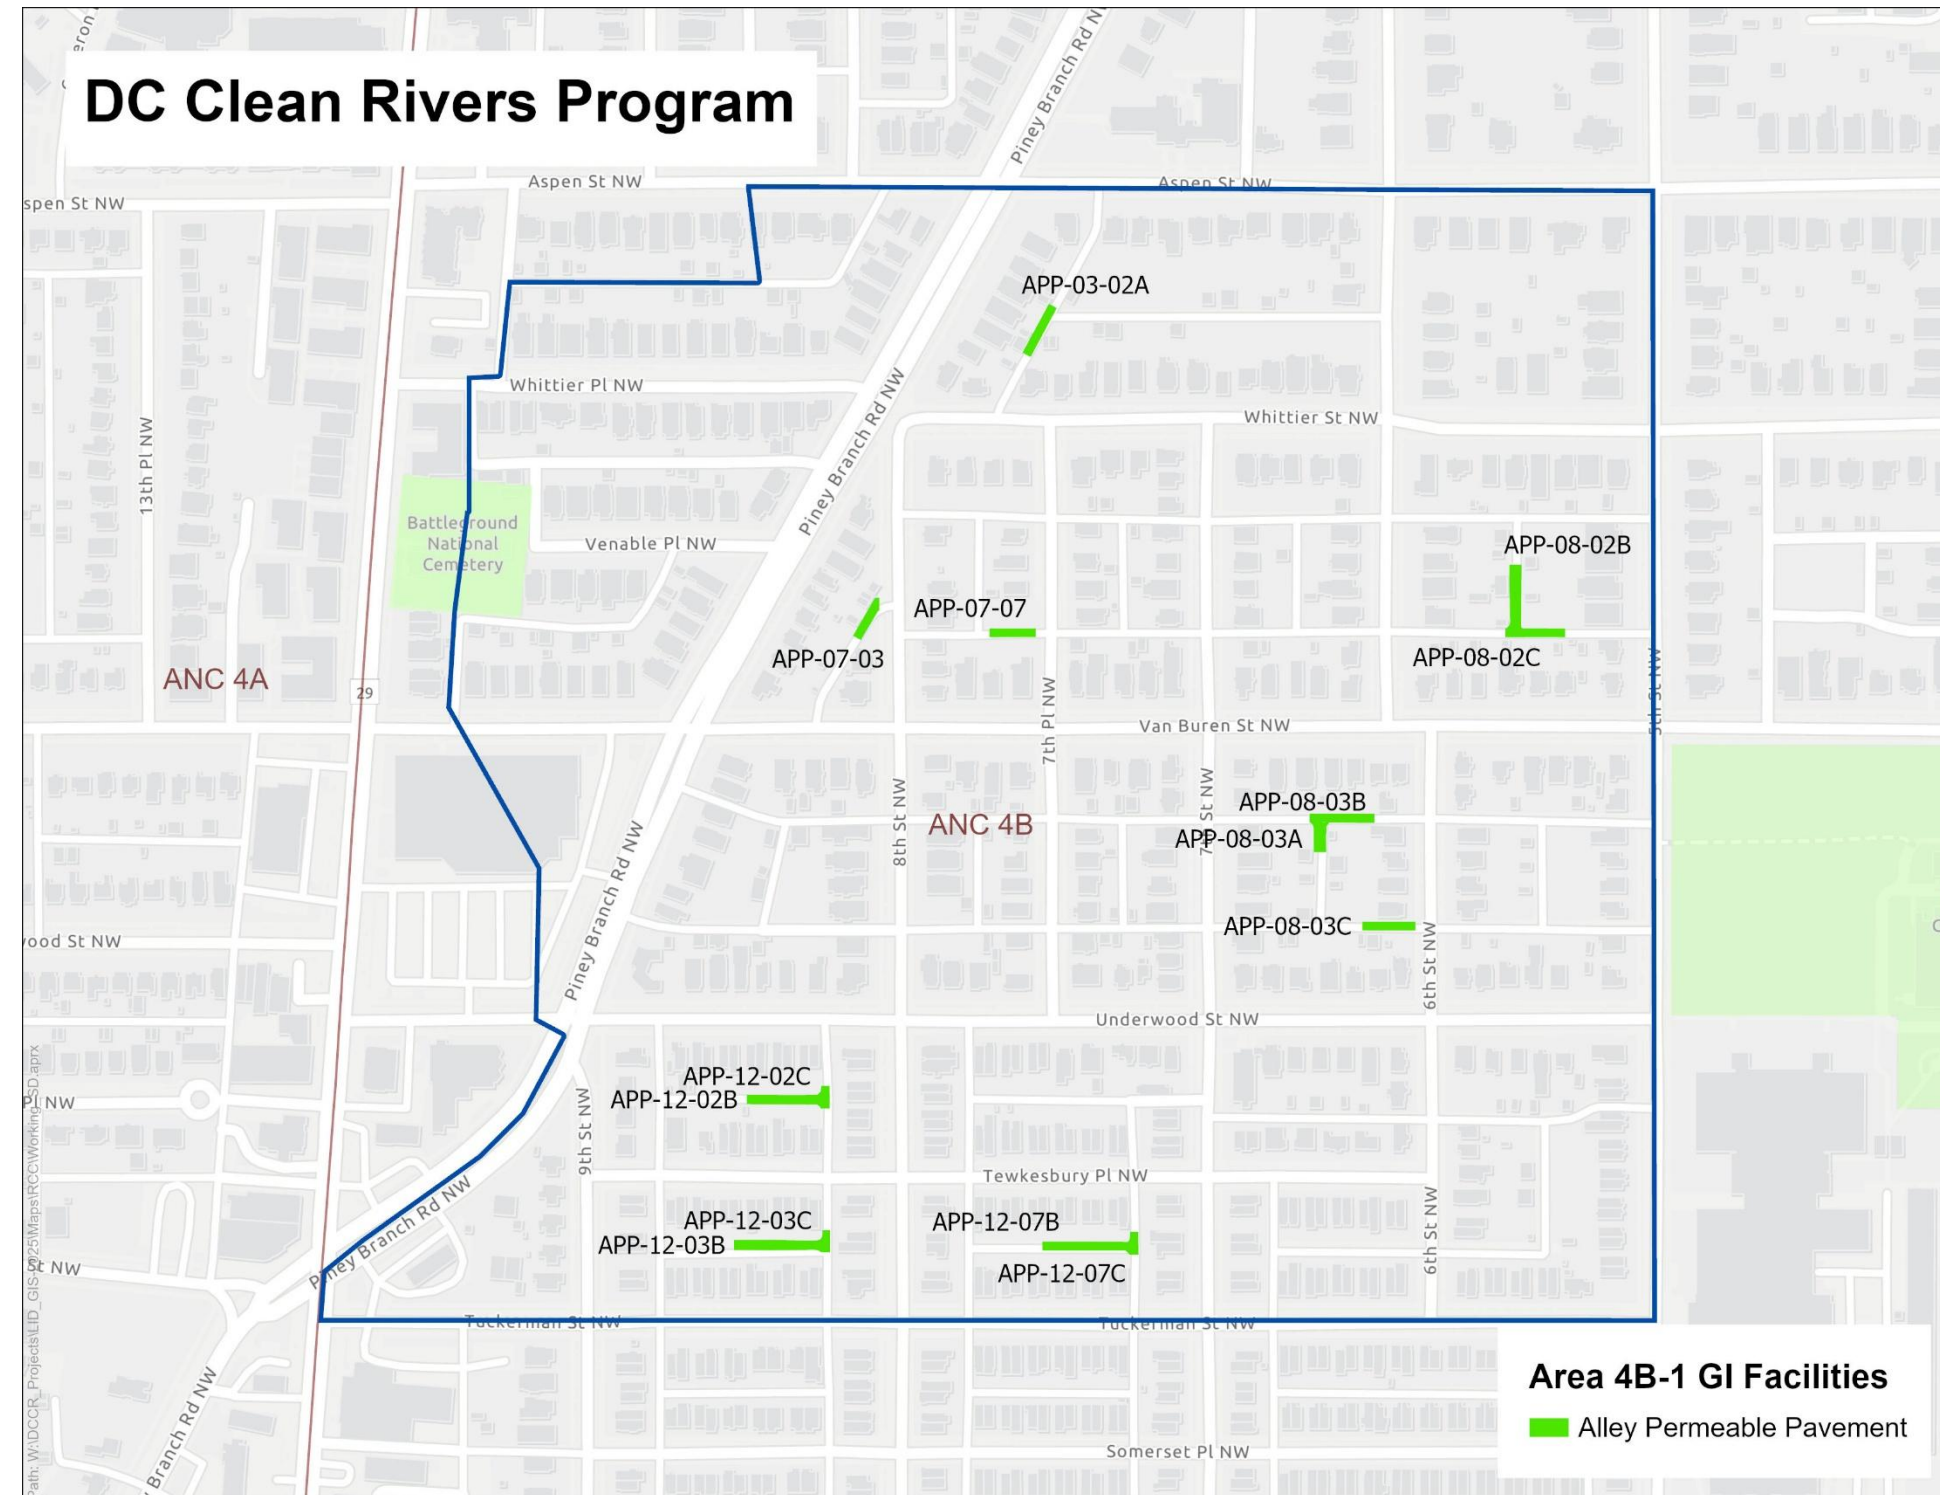 DC Clean Rivers Program
Piney Branch Rd N
Aspen St NW
Aspen St NW
spen St NW
APP-03-02A
Whittier Pl NW
Whittier St NW
Piney Branch Rd NW
13th Pl NW
Battleground
National
Cemetery
Venable Pl NW
APP-08-02B
APP-07-07
APP-07-03
APP-08-02C
ANC 4A
29
5th St NW
7th Pl NW
Van Buren St NW
8th St NW
ANC 4B
7th St NW
APP-08-03B
APP-08-03A
Piney Branch Rd NW
APP-08-03C
ood St NW
6th St NW
Underwood St NW
APP-12-02C
APP-12-02B
Pl NW
9th St NW
Tewkesbury Pl NW
APP-12-03C
APP-12-03B
APP-12-07B
APP-12-07C
6th St NW
Piney Branch Rd NW
St NW
Tuckerman St NW
Tuckerman St NW
Area 4B-1 GI Facilities
Alley Permeable Pavement
Branch Rd NW
Somerset Pl NW